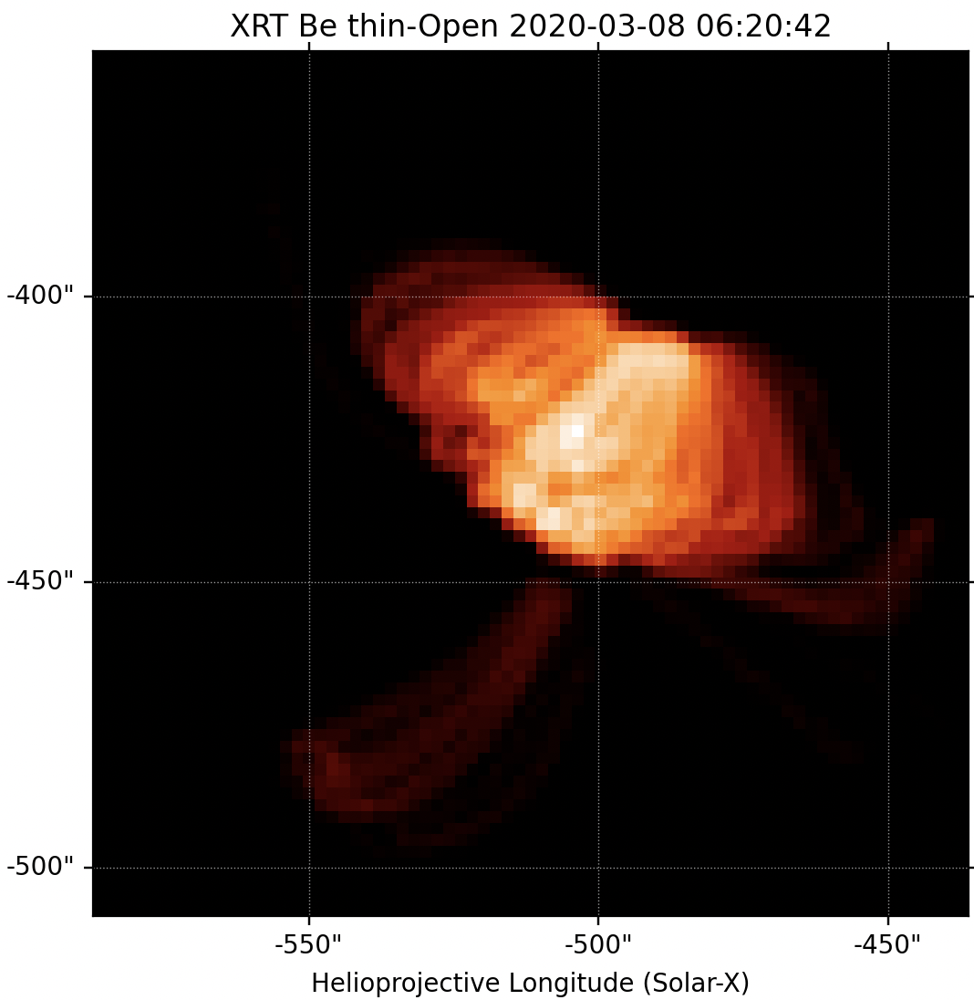 XRT Be thin-Open 2020-03-08 06:20:42
-400"
-450"
-500"
-550" -500" -450"
Helioprojective Longitude (Solar-X)